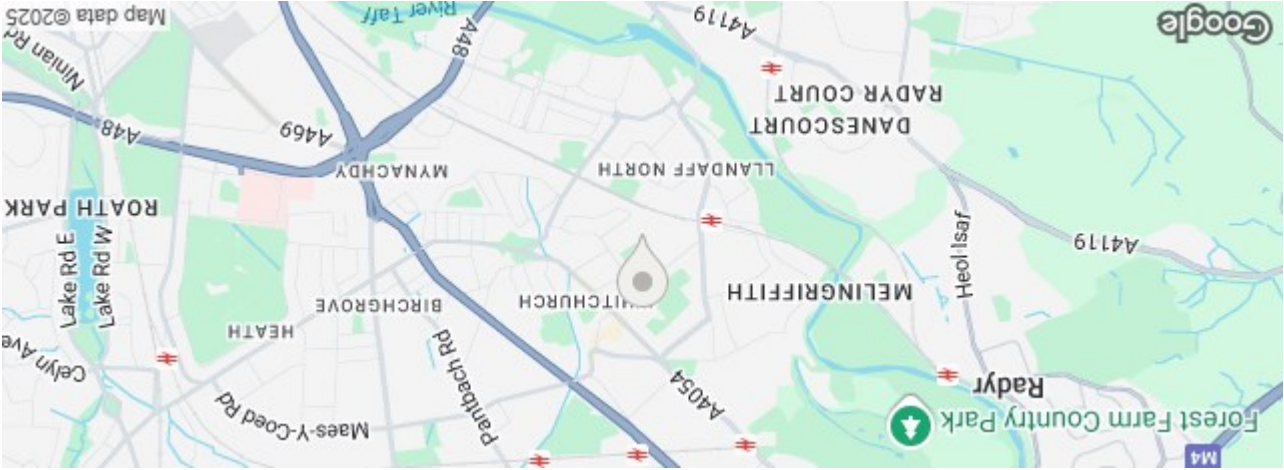 M4
Forest Farm Country Park
Radyr
A4054
Maes-Y-Coed Rd
Pantbach Rd
Celyn Ave
HEATH
BIRCHGROVE
WHITCHURCH
MELINGRIFFITH
Heol Isaf
A4119
Lake Rd E
Lake Rd W
ROATH PARK
MYNACHDY
LLANDAFF NORTH
DANESCOURT
RADYR COURT
A48
A469
Ninian Rd
A48
River Taff
A4119
Google
Map data ©2025